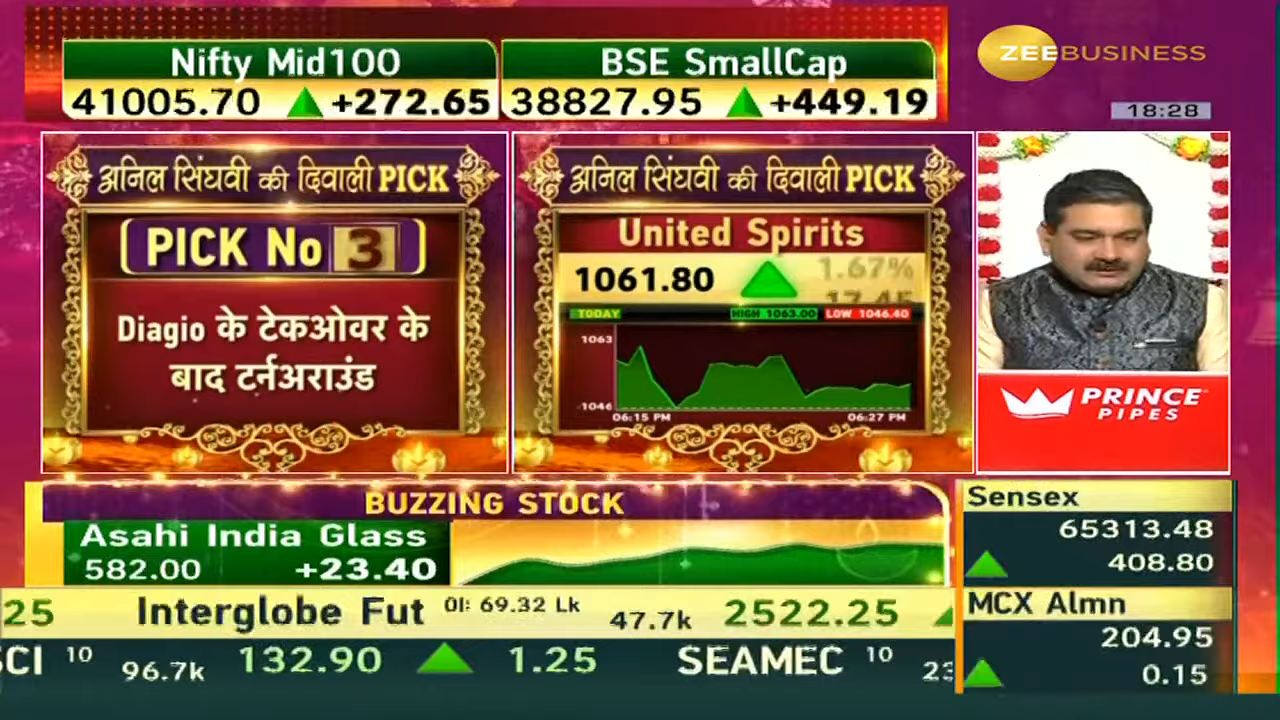 Nifty Mid100
41005.70 +272.65
BSE SmallCap
38827.95 +449.19
ZEEBUSINESS
18:28
अनिल सिंघवी की दिवाली PICK
PICK No 3
Diagio के टेकओवर के
बाद टर्नअराउंड
अनिल सिंघवी की दिवाली PICK
United Spirits
1061.80 1.67%
17.45
TODAY HIGH 1063.00 LOW 1046.40
1063
1046
06:15 PM 06:27 PM
PRINCE
PIPES
BUZZING STOCK
Asahi India Glass
582.00 +23.40
Sensex
65313.48
408.80
MCX Almn
204.95
0.15
25 Interglobe Fut OI: 69.32 Lk 47.7k 2522.25
SCI 10 96.7k 132.90 1.25 SEAMEC 10 23